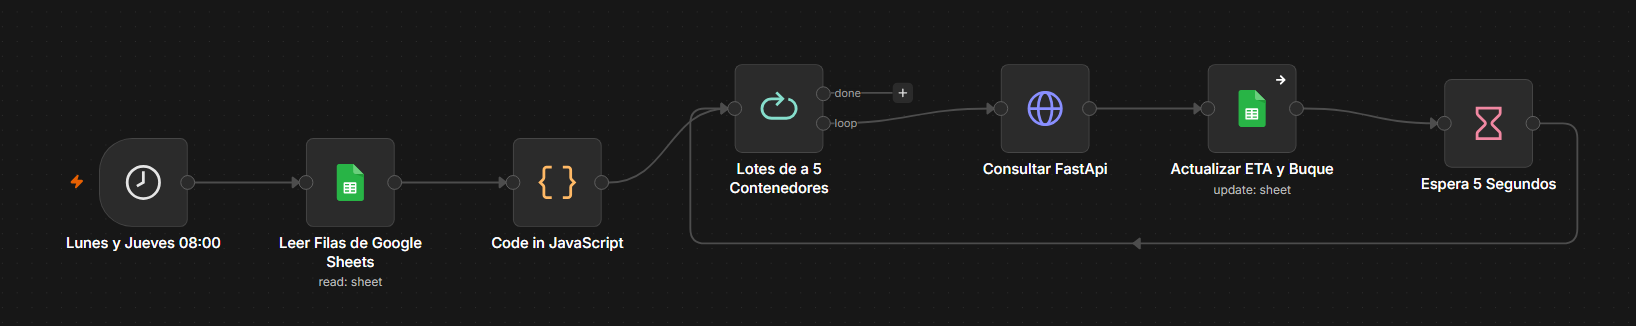 Lunes y Jueves 08:00
Leer Filas de Google
Sheets
read: sheet
Code in JavaScript
Lotes de a 5
Contenedores
done
loop
Consultar FastApi
Actualizar ETA y Buque
update: sheet
Espera 5 Segundos